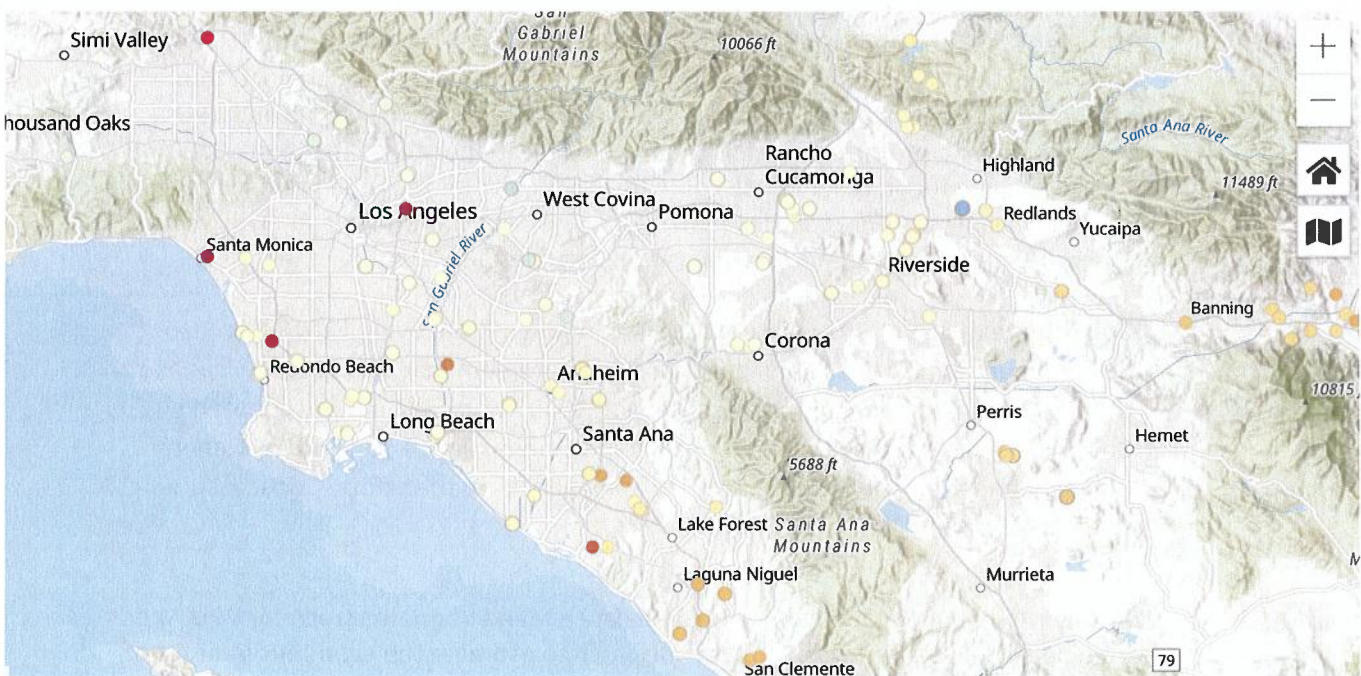 San
Gabriel
Mountains
Simi Valley
10066 ft
housand Oaks
Santa Ana River
Rancho
Cucamonga
Highland
11489 ft
West Covina
Los Angeles
Pomona
Redlands
Yucaipa
Santa Monica
San Gabriel River
Riverside
Banning
Corona
Redondo Beach
Anaheim
10815
Long Beach
Perris
Santa Ana
Hemet
5688 ft
Lake Forest
Santa Ana
Mountains
Laguna Niguel
Murrieta
M
San Clemente
79